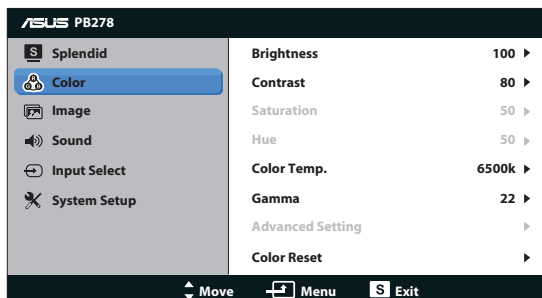 ASUS PB278
S Splendid
Color
Image
Sound
Input Select
System Setup
Brightness 100
Contrast 80
Saturation 50
Hue 50
Color Temp. 6500k
Gamma 22
Advanced Setting
Color Reset
Move Menu S Exit